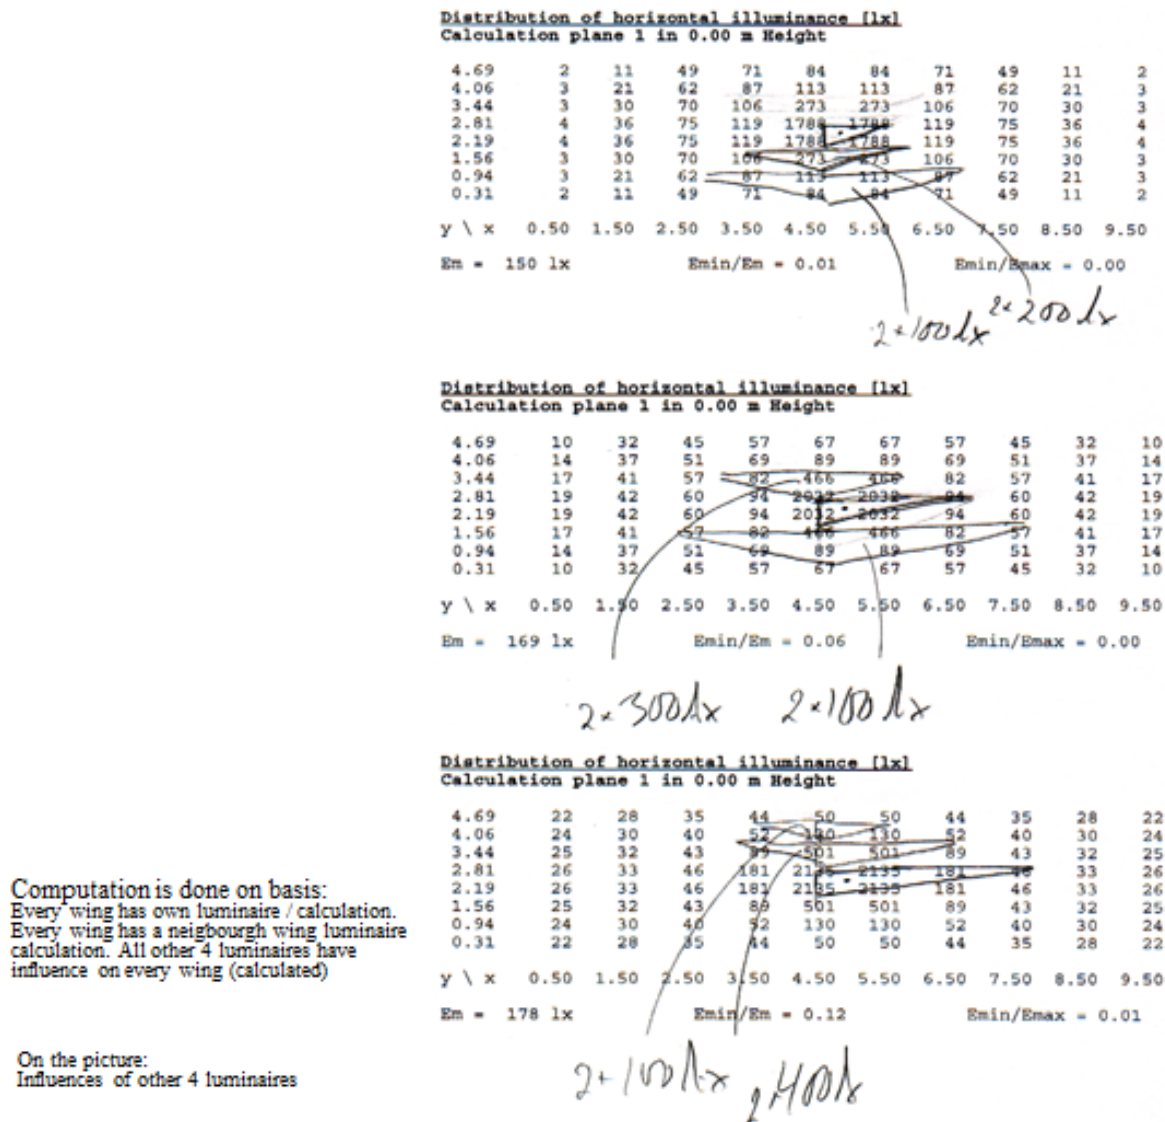 Distribution of horizontal illuminance [lx]
Calculation plane 1 in 0.00 m Height
4.69 2 11 49 71 84 84 71 49 11 2
4.06 3 21 62 87 113 113 87 62 21 3
3.44 3 30 70 106 273 273 106 70 30 3
2.81 4 36 75 119 1788 1788 119 75 36 4
2.19 4 36 75 119 1788 1788 119 75 36 4
1.56 3 30 70 106 273 273 106 70 30 3
0.94 3 21 62 87 113 113 87 62 21 3
0.31 2 11 49 71 84 84 71 49 11 2
y \ x 0.50 1.50 2.50 3.50 4.50 5.50 6.50 7.50 8.50 9.50
Em = 150 lx Emin/Em = 0.01 Emin/Emax = 0.00
2×100lx 2×200lx
Distribution of horizontal illuminance [lx]
Calculation plane 1 in 0.00 m Height
4.69 10 32 45 57 67 67 57 45 32 10
4.06 14 37 51 69 89 89 69 51 37 14
3.44 17 41 57 82 466 466 82 57 41 17
2.81 19 42 60 94 2032 2032 94 60 42 19
2.19 19 42 60 94 2032 2032 94 60 42 19
1.56 17 41 57 82 466 466 82 57 41 17
0.94 14 37 51 69 89 89 69 51 37 14
0.31 10 32 45 57 67 67 57 45 32 10
y \ x 0.50 1.50 2.50 3.50 4.50 5.50 6.50 7.50 8.50 9.50
Em = 169 lx Emin/Em = 0.06 Emin/Emax = 0.00
2×300lx 2×100lx
Distribution of horizontal illuminance [lx]
Calculation plane 1 in 0.00 m Height
4.69 22 28 35 44 50 50 44 35 28 22
4.06 24 30 40 52 130 130 52 40 30 24
3.44 25 32 43 89 501 501 89 43 32 25
2.81 26 33 46 181 2135 2135 181 46 33 26
2.19 26 33 46 181 2135 2135 181 46 33 26
1.56 25 32 43 89 501 501 89 43 32 25
0.94 24 30 40 52 130 130 52 40 30 24
0.31 22 28 35 44 50 50 44 35 28 22
y \ x 0.50 1.50 2.50 3.50 4.50 5.50 6.50 7.50 8.50 9.50
Em = 178 lx Emin/Em = 0.12 Emin/Emax = 0.01
2×100lx 2×400lx
Computation is done on basis:
Every wing has own luminaire / calculation.
Every wing has a neigbourgh wing luminaire
calculation. All other 4 luminaires have
influence on every wing (calculated)
On the picture:
Influences of other 4 luminaires